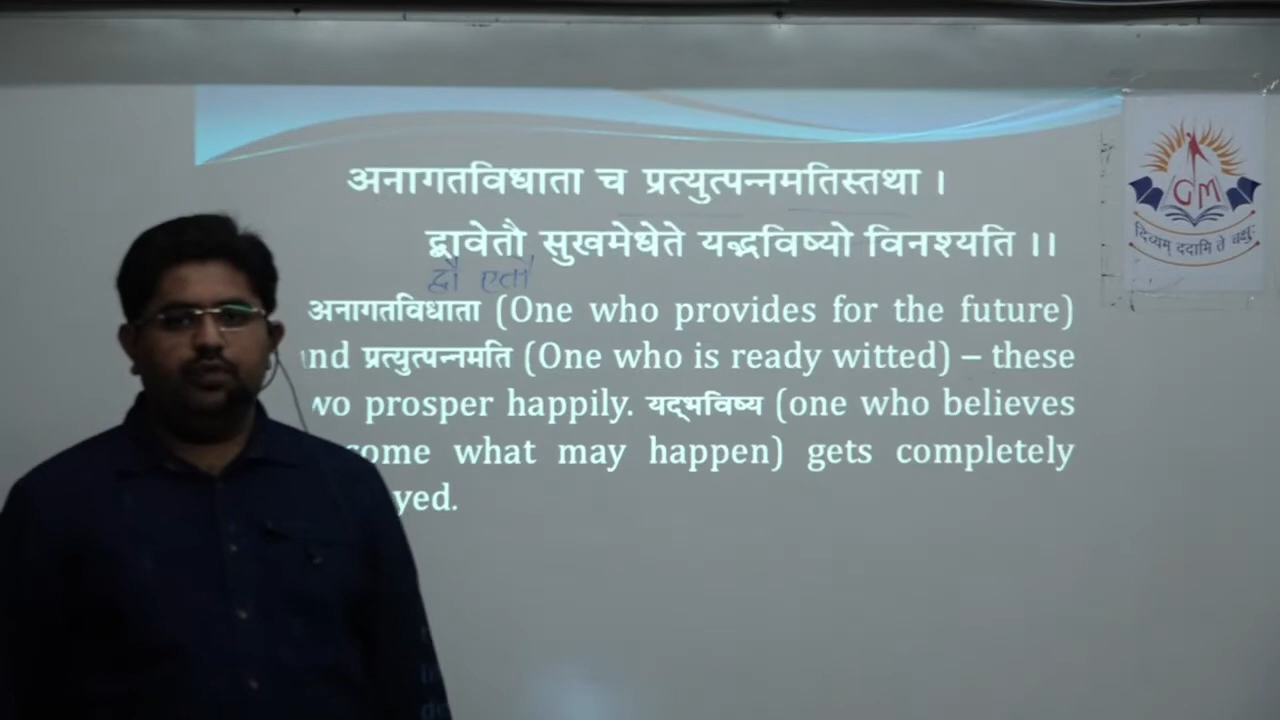 अनागतविधाता च प्रत्युत्पन्नमतिस्तथा ।
द्वावेतौ सुखमेधेते यद्भविष्यो विनश्यति ।।
द्वौ एतौ
अनागतविधाता (One who provides for the future)
nd प्रत्युत्पन्नमति (One who is ready witted) – these
wo prosper happily. यद्भविष्य (one who believes
come what may happen) gets completely
yed.
GM
दिव्यम् ददामि ते चक्षुः